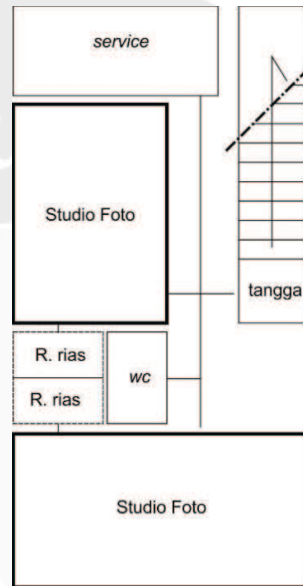 service
Studio Foto
tangga
R. rias
wc
R. rias
Studio Foto